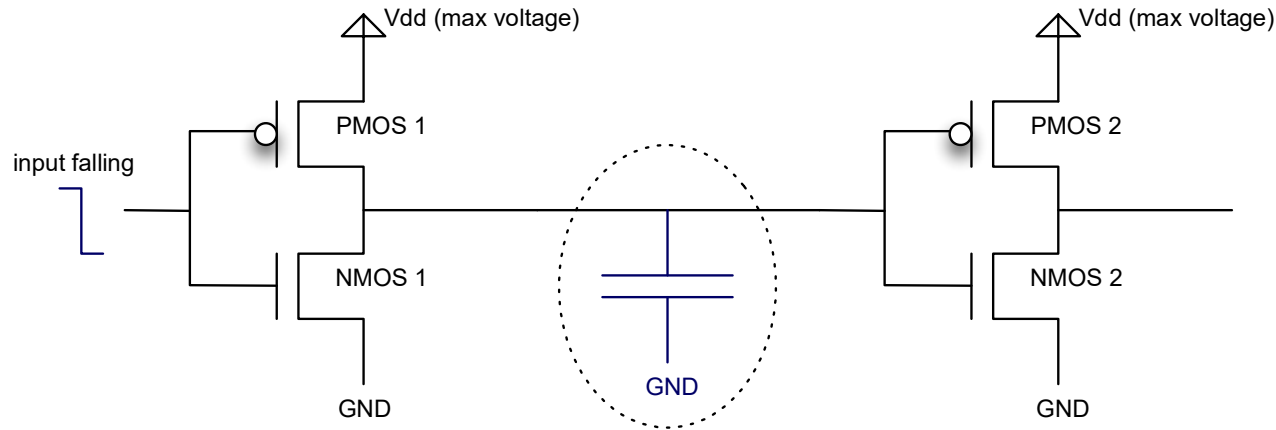 Vdd (max voltage)
Vdd (max voltage)
PMOS 1
PMOS 2
input falling
NMOS 1
NMOS 2
GND
GND
GND